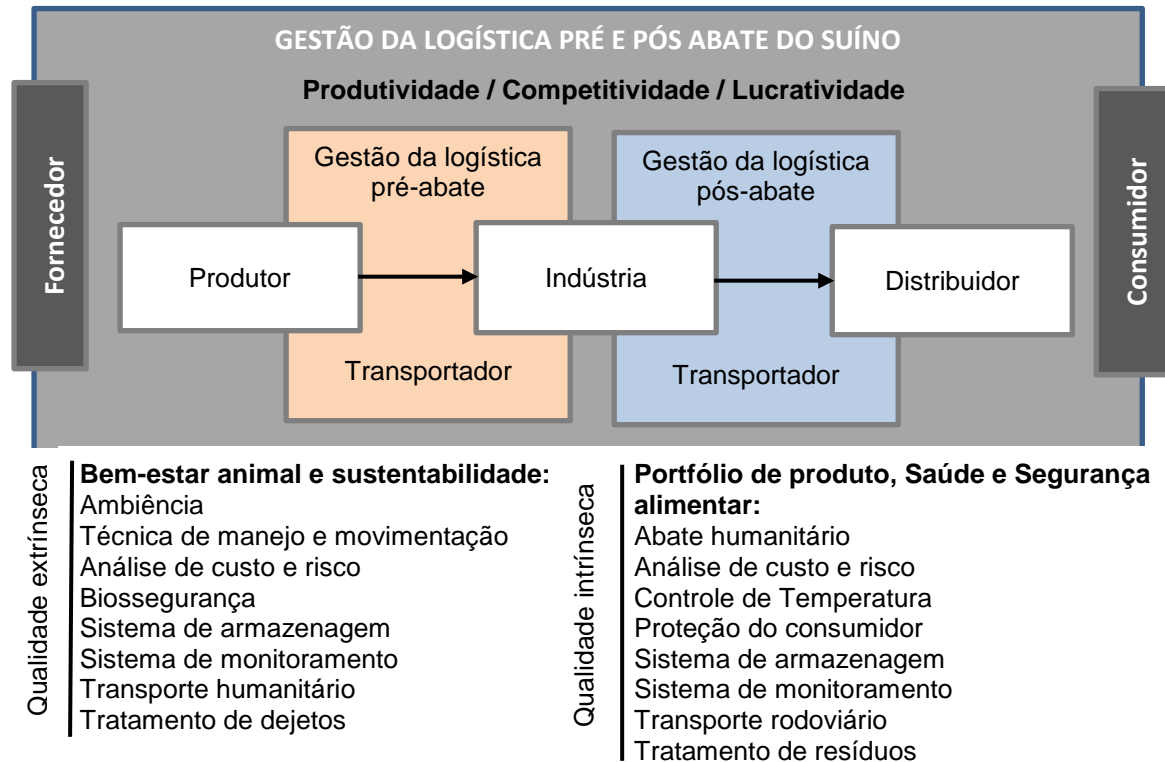 GESTÃO DA LOGÍSTICA PRÉ E PÓS ABATE DO SUÍNO
Produtividade / Competitividade / Lucratividade
Fornecedor
Gestão da logística
pré-abate
Gestão da logística
pós-abate
Consumidor
Produtor
Indústria
Distribuidor
Transportador
Transportador
Qualidade extrínseca
Bem-estar animal e sustentabilidade:
Ambiência
Técnica de manejo e movimentação
Análise de custo e risco
Biossegurança
Sistema de armazenagem
Sistema de monitoramento
Transporte humanitário
Tratamento de dejetos
Qualidade intrínseca
Portfólio de produto, Saúde e Segurança
alimentar:
Abate humanitário
Análise de custo e risco
Controle de Temperatura
Proteção do consumidor
Sistema de armazenagem
Sistema de monitoramento
Transporte rodoviário
Tratamento de resíduos